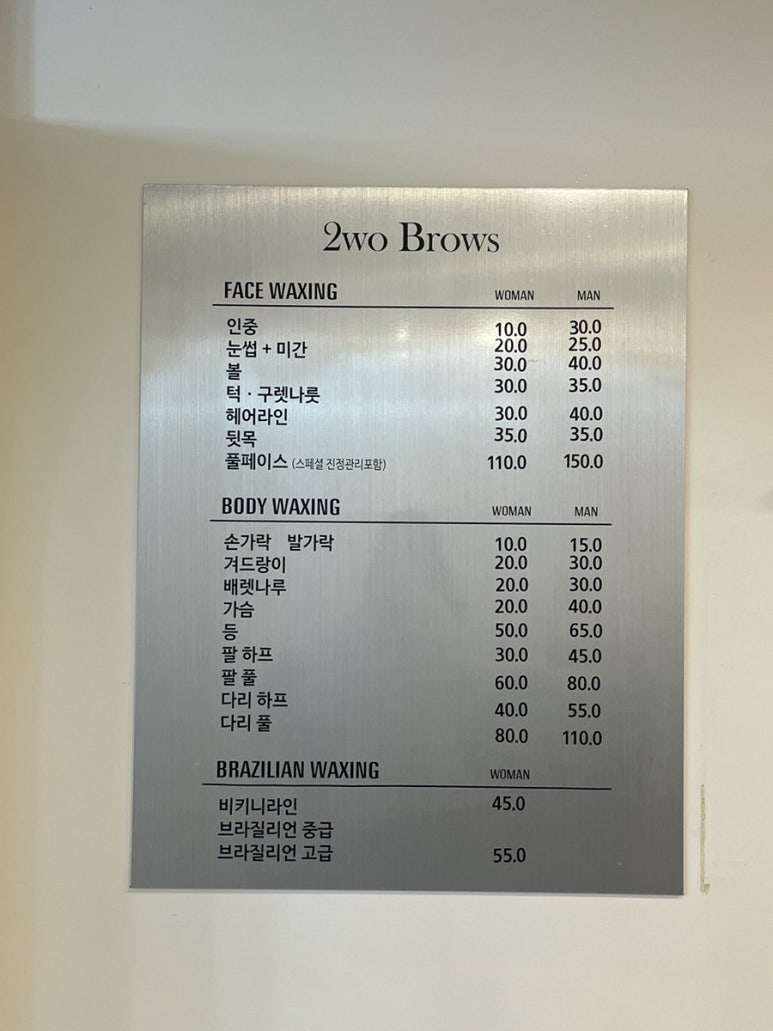 2wo Brows
FACE WAXING WOMAN MAN
인중 10.0 30.0
눈썹 + 미간 20.0 25.0
볼 30.0 40.0
턱 · 구렛나룻 30.0 35.0
헤어라인 30.0 40.0
뒷목 35.0 35.0
풀페이스 (스페셜 진정관리포함) 110.0 150.0
BODY WAXING WOMAN MAN
손가락 발가락 10.0 15.0
겨드랑이 20.0 30.0
배렛나루 20.0 30.0
가슴 20.0 40.0
등 50.0 65.0
팔 하프 30.0 45.0
팔 풀 60.0 80.0
다리 하프 40.0 55.0
다리 풀 80.0 110.0
BRAZILIAN WAXING WOMAN
비키니라인 45.0
브라질리언 중급
브라질리언 고급 55.0